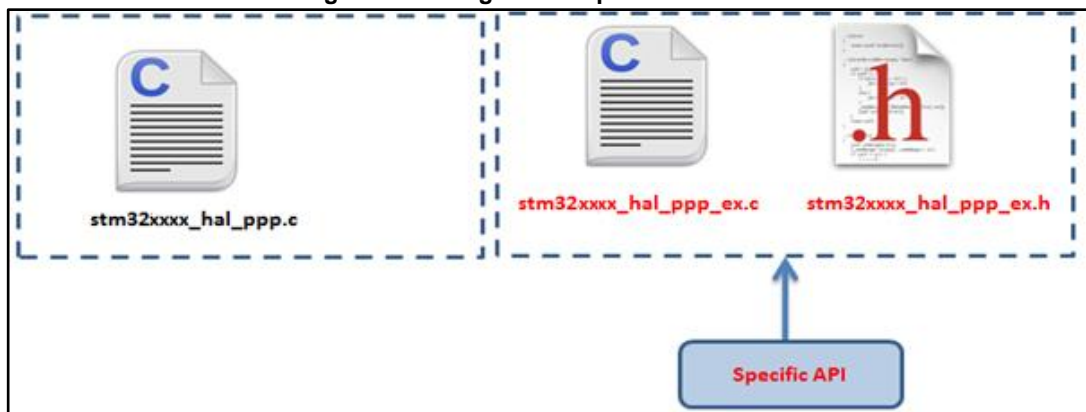 C
C
.h
stm32xxxx_hal_ppp.c
stm32xxxx_hal_ppp_ex.c
stm32xxxx_hal_ppp_ex.h
Specific API